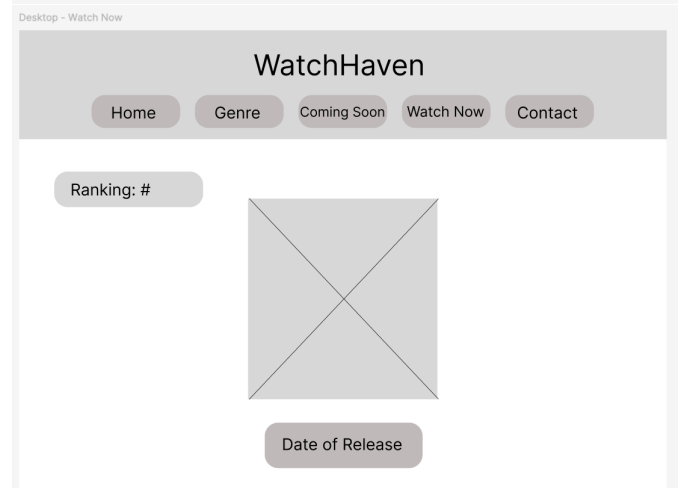 Desktop - Watch Now
WatchHaven
Home Genre Coming Soon Watch Now Contact
Ranking: #
Date of Release